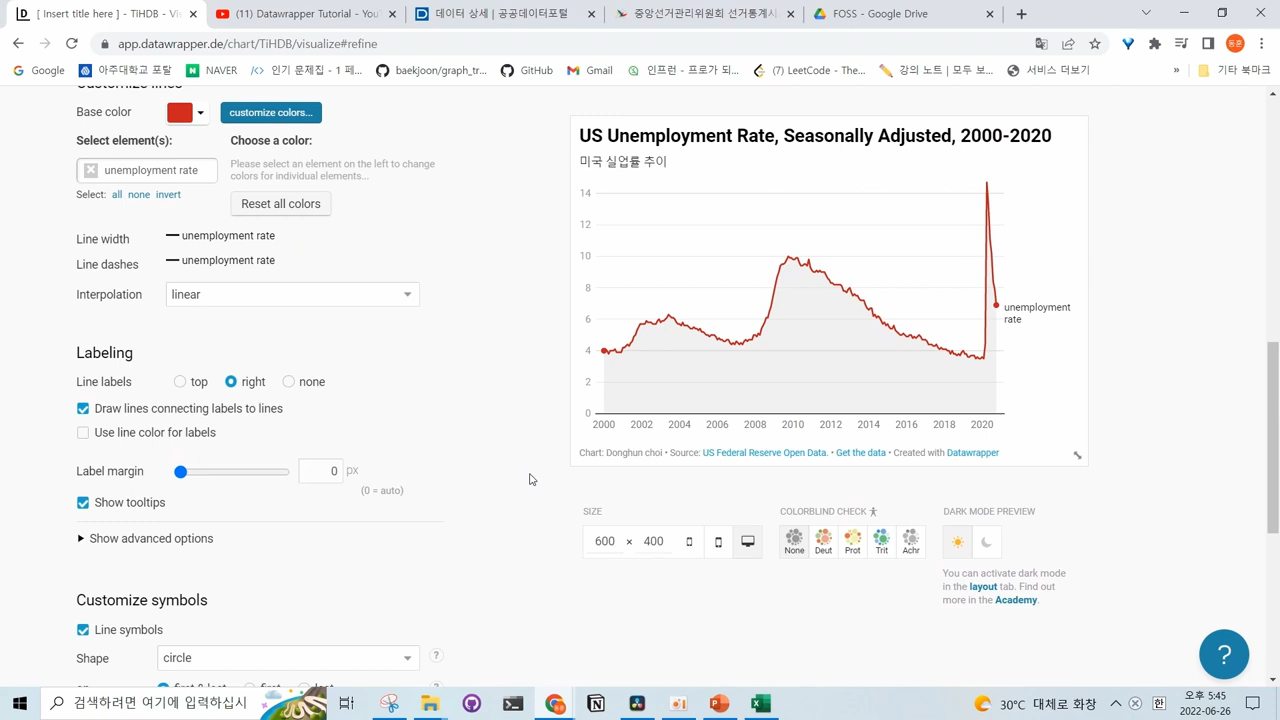 [ Insert title here ] - TiHDB - Vis
(11) Datawrapper Tutorial - You
데이터 상세 | 공공데이터포털
중앙선거관리위원회 선거통계시
FOSS - Google Drive
app.datawrapper.de/chart/TiHDB/visualize#refine
동훈
Google
아주대학교 포탈
NAVER
인기 문제집 - 1 페...
baekjoon/graph_tr...
GitHub
Gmail
인프런 - 프로가 되...
(7) LeetCode - The...
강의 노트 | 모두 보...
서비스 더보기
»
기타 북마크
Customize lines
Base color
customize colors...
Select element(s):
Choose a color:
unemployment rate
Please select an element on the left to change
colors for individual elements...
Select: all none invert
Reset all colors
Line width
unemployment rate
Line dashes
unemployment rate
Interpolation
linear
Labeling
Line labels
top
right
none
Draw lines connecting labels to lines
Use line color for labels
Label margin
0
px
(0 = auto)
Show tooltips
Show advanced options
Customize symbols
Line symbols
Shape
circle
?
on
first & last
first
last
US Unemployment Rate, Seasonally Adjusted, 2000-2020
미국 실업률 추이
14
12
10
8
6
4
2
0
unemployment
rate
2000 2002 2004 2006 2008 2010 2012 2014 2016 2018 2020
Chart: Donghun choi • Source: US Federal Reserve Open Data. • Get the data • Created with Datawrapper
SIZE
COLORBLIND CHECK
DARK MODE PREVIEW
600 × 400
None
Deut
Prot
Trit
Achr
You can activate dark mode
in the layout tab. Find out
more in the Academy.
?
검색하려면 여기에 입력하십시
30°C 대체로 화창
한
오후 5:45
2022-06-26